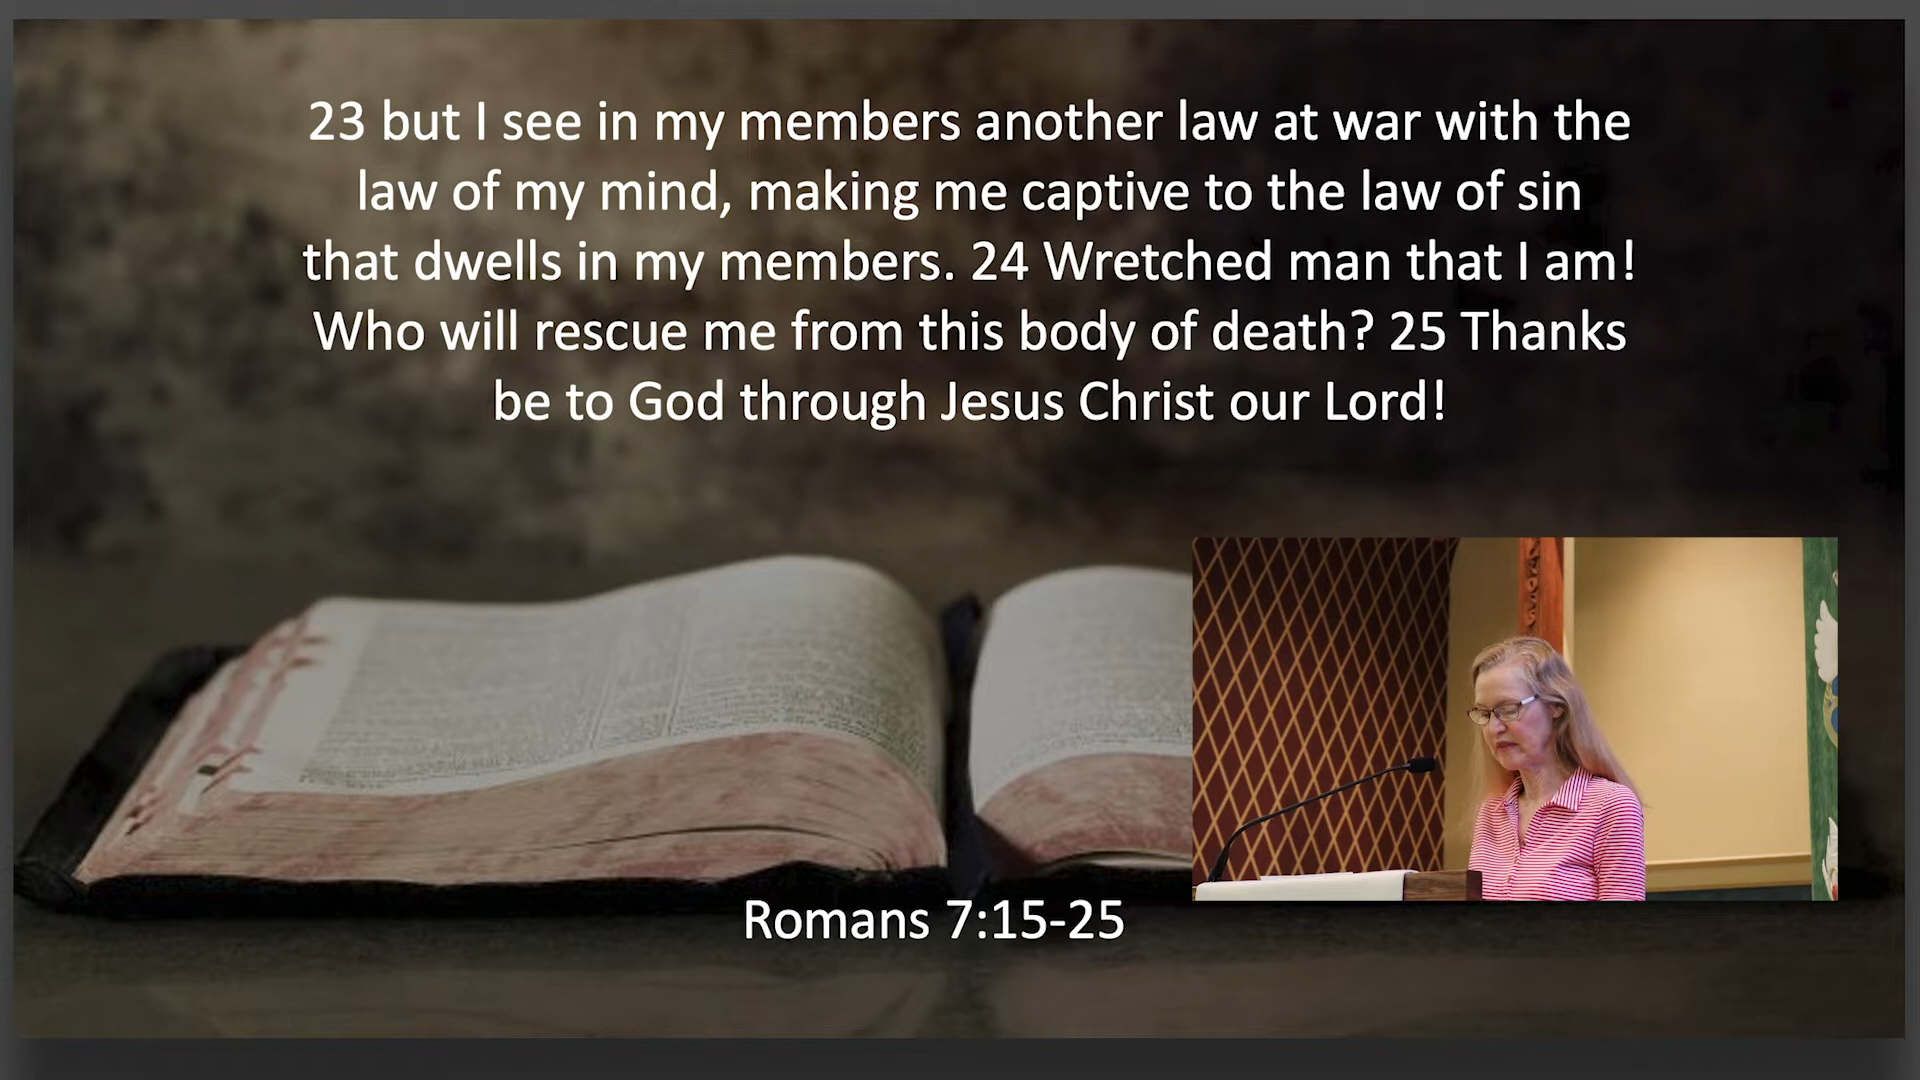 23 but I see in my members another law at war with the
law of my mind, making me captive to the law of sin
that dwells in my members. 24 Wretched man that I am!
Who will rescue me from this body of death? 25 Thanks
be to God through Jesus Christ our Lord!
Romans 7:15-25